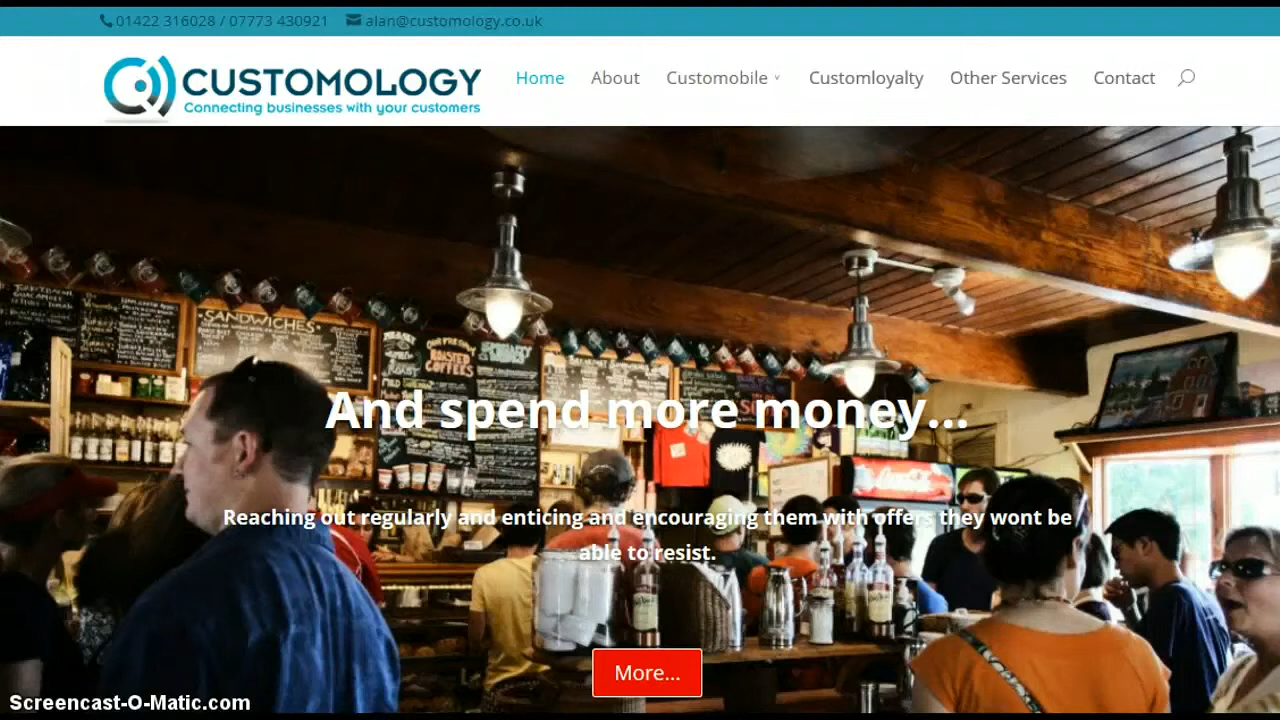 01422 316028 / 07773 430921 alan@customology.co.uk
CUSTOMOLOGY
Connecting businesses with your customers
Home About Customobile Customloyalty Other Services Contact
SANDWICHES
ROASTED
COFFEES
And spend more money...
Reaching out regularly and enticing and encouraging them with offers they wont be
able to resist.
More...
Screencast-O-Matic.com